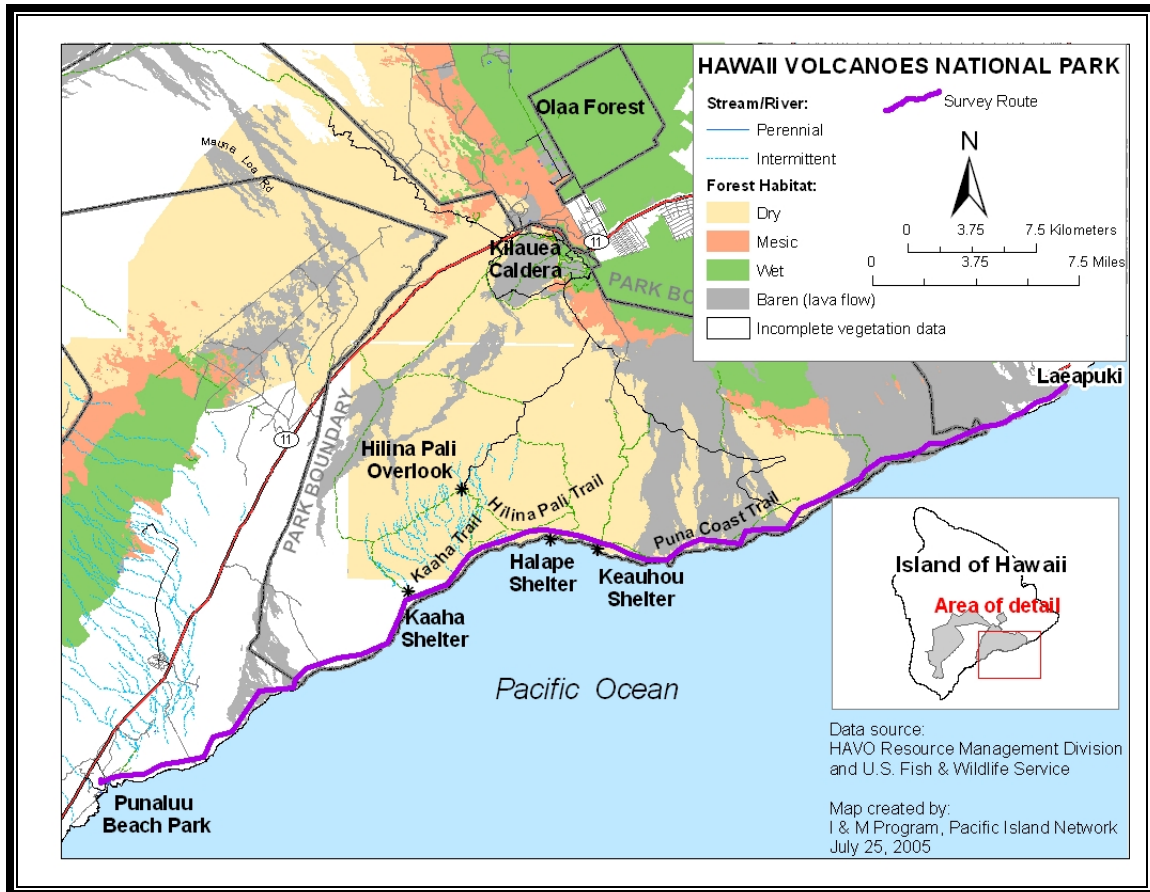 HAWAII VOLCANOES NATIONAL PARK
Stream/River:
Survey Route
Perennial
Intermittent
N
Forest Habitat:
Dry
Mesic
Wet
Baren (lava flow)
Incomplete vegetation data
0 3.75 7.5 Kilometers
0 3.75 7.5 Miles
Olaa Forest
Mauna Loa Rd
11
Kilauea
Caldera
PARK BO
Laeapuki
11
PARK BOUNDARY
Hilina Pali
Overlook
Hilina Pali Trail
Kaaha Trail
Puna Coast Trail
Halape
Shelter
Keauhou
Shelter
Kaaha
Shelter
Pacific Ocean
Punaluu
Beach Park
Island of Hawaii
Area of detail
Data source:
HAVO Resource Management Division
and U.S. Fish & Wildlife Service
Map created by:
I & M Program, Pacific Island Network
July 25, 2005